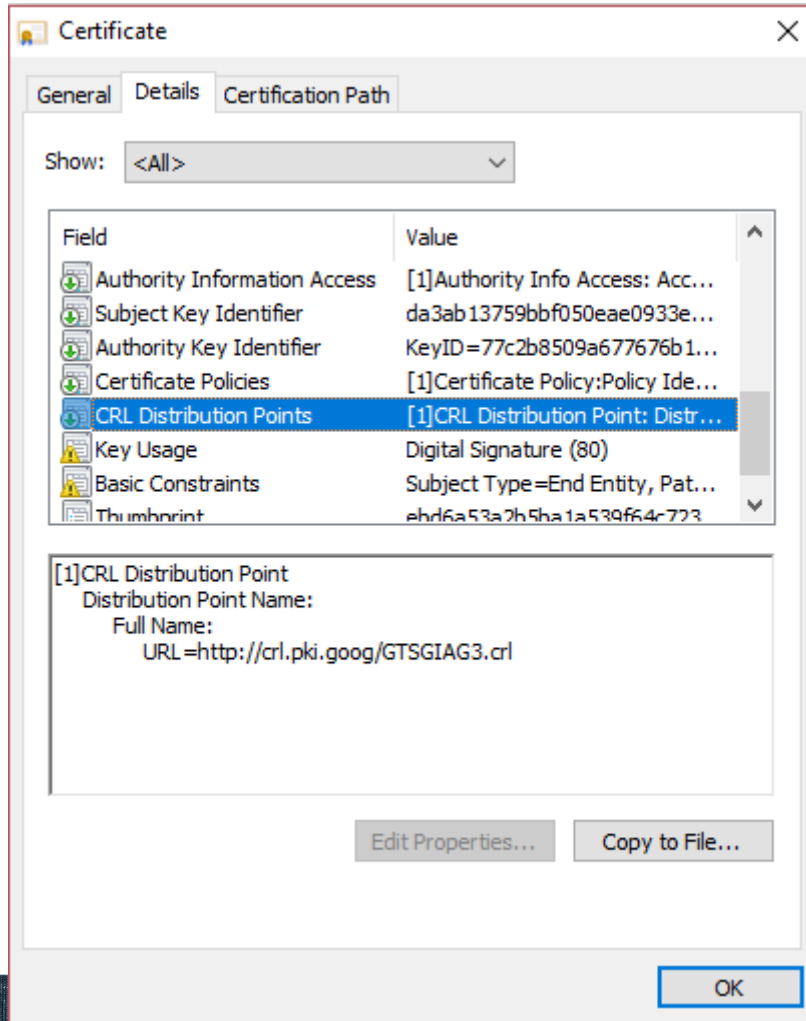 Certificate
General Details Certification Path
Show: <All>
Field Value
Authority Information Access [1]Authority Info Access: Acc...
Subject Key Identifier da3ab13759bbf050eae0933e...
Authority Key Identifier KeyID=77c2b8509a677676b1...
Certificate Policies [1]Certificate Policy:Policy Ide...
CRL Distribution Points [1]CRL Distribution Point: Distr...
Key Usage Digital Signature (80)
Basic Constraints Subject Type=End Entity, Pat...
Thumbprint ebd6a53a2b5ba1a539f64c723
[1]CRL Distribution Point
Distribution Point Name:
Full Name:
URL=http://crl.pki.goog/GTSGIAG3.crl
Edit Properties... Copy to File...
OK